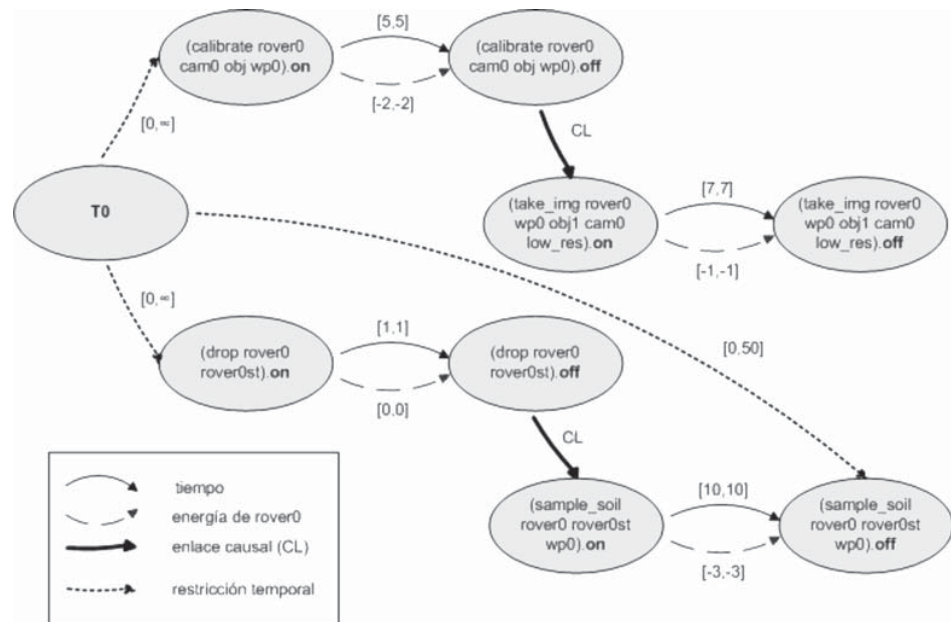 [5,5]
(calibrate rover0
cam0 obj wp0).on
(calibrate rover0
cam0 obj wp0).off
[-2,-2]
[0,∞]
CL
T0
(take_img rover0
wp0 obj1 cam0
low_res).on
[7,7]
(take_img rover0
wp0 obj1 cam0
low_res).off
[-1,-1]
[0,∞]
[1,1]
(drop rover0
rover0st).on
(drop rover0
rover0st).off
[0,0]
[0,50]
CL
tiempo
energía de rover0
enlace causal (CL)
restricción temporal
(sample_soil
rover0 rover0st
wp0).on
[10,10]
(sample_soil
rover0 rover0st
wp0).off
[-3,-3]